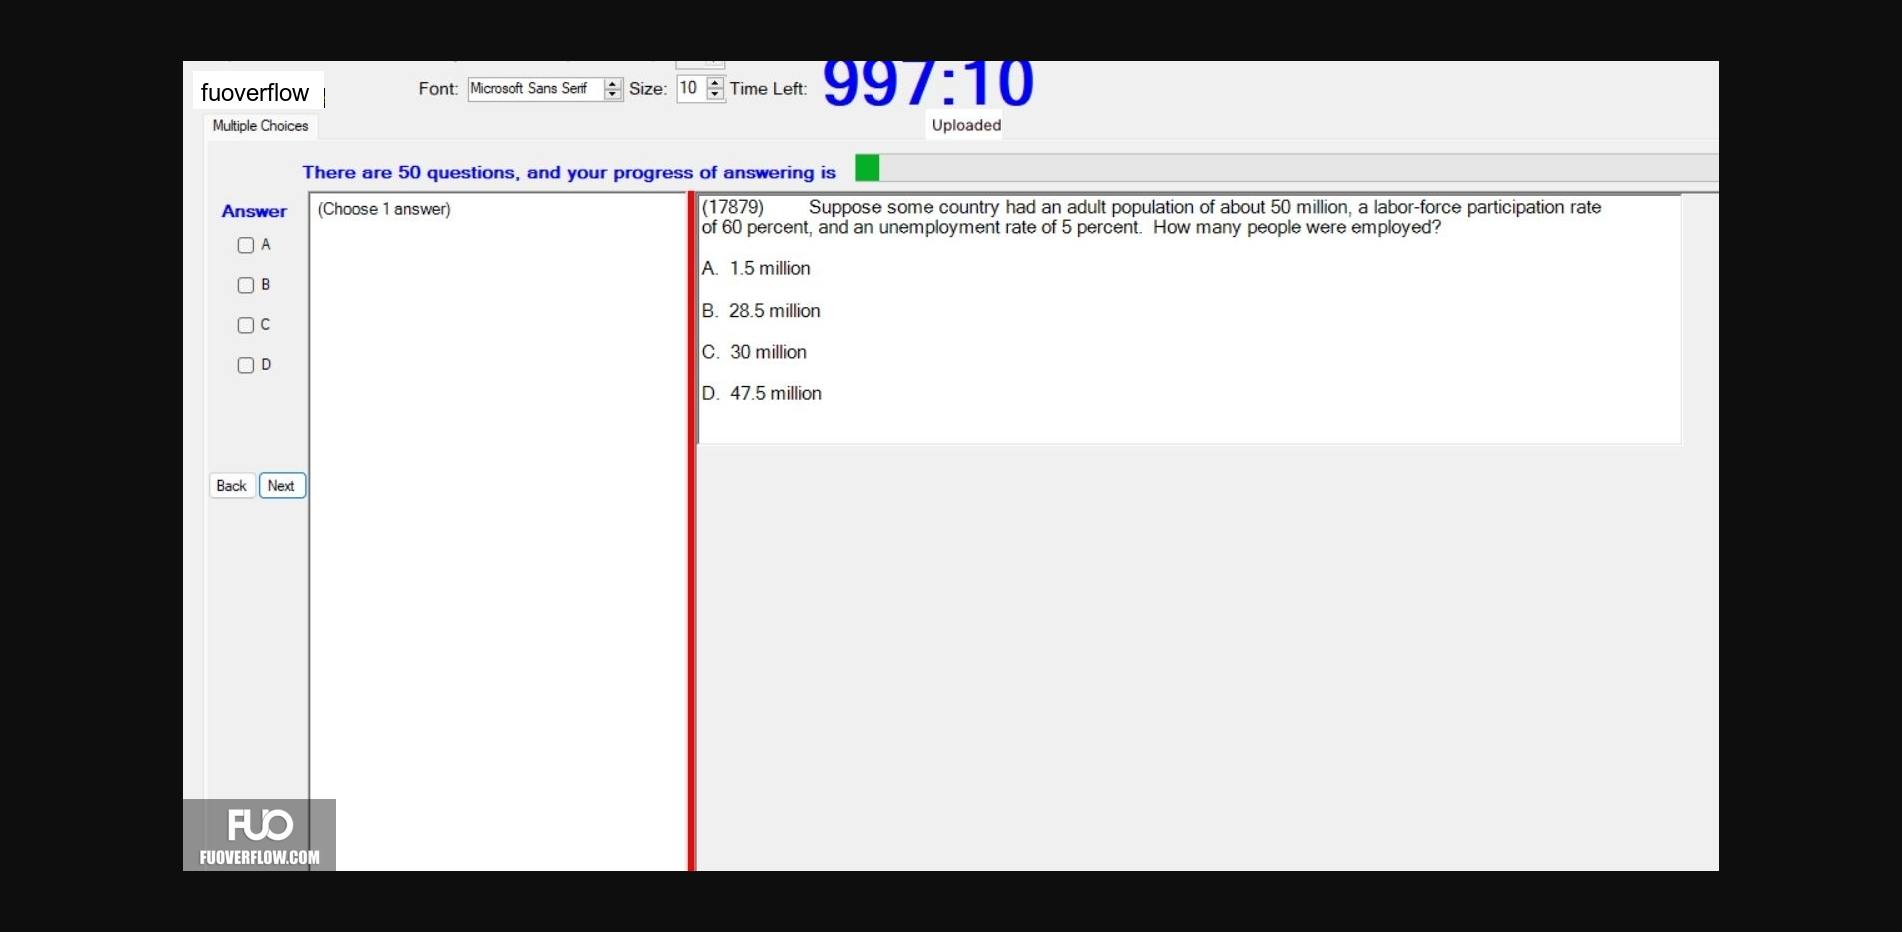 fuoverflow
Font: Microsoft Sans Serif Size: 10 Time Left: 997:10
Multiple Choices
Uploaded
There are 50 questions, and your progress of answering is
Answer
(Choose 1 answer)
A
B
C
D
Back Next
(17879) Suppose some country had an adult population of about 50 million, a labor-force participation rate
of 60 percent, and an unemployment rate of 5 percent. How many people were employed?
A. 1.5 million
B. 28.5 million
C. 30 million
D. 47.5 million
FUO
FUOVERFLOW.COM